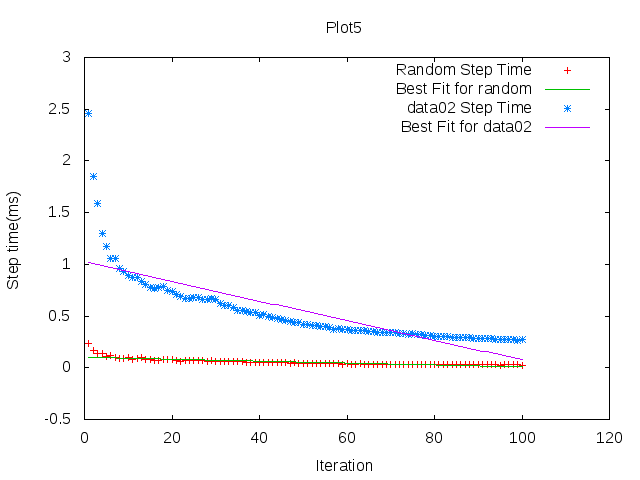 Plot5
3
2.5
2
1.5
1
0.5
0
-0.5
Step time(ms)
Random Step Time
Best Fit for random
data02 Step Time
Best Fit for data02
0 20 40 60 80 100 120
Iteration